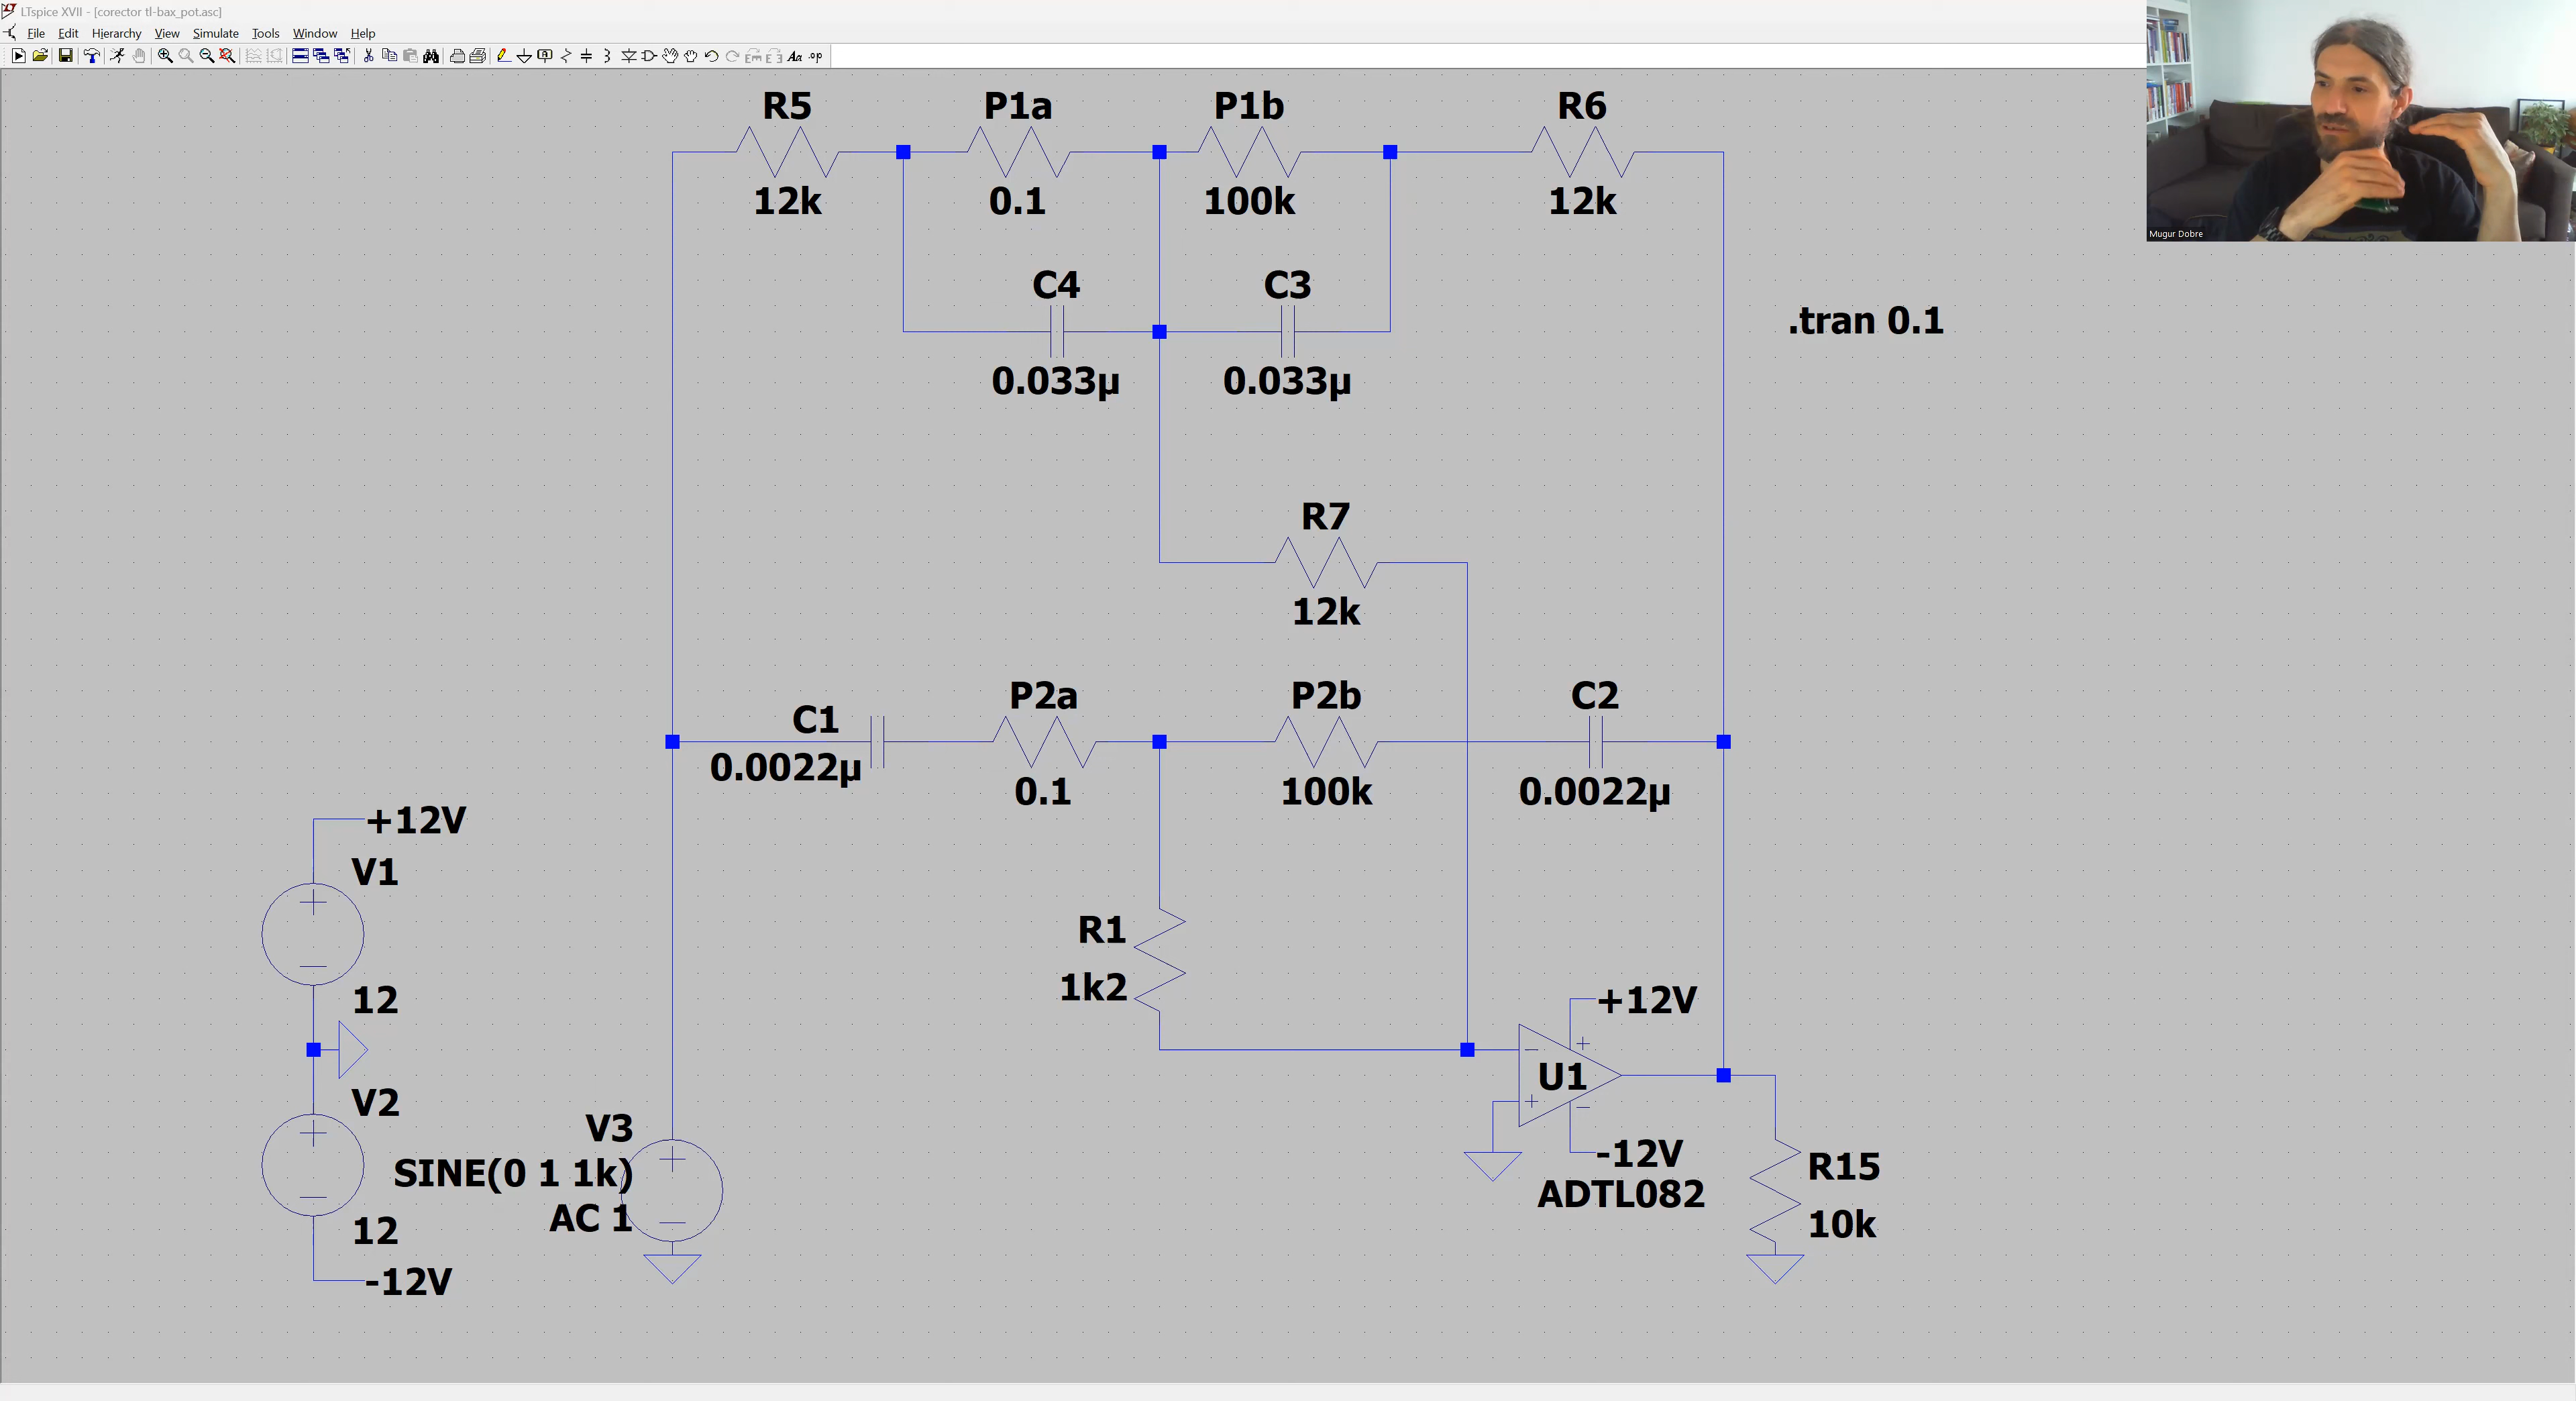 LTspice XVII - [corector tl-bax_pot.asc]
File Edit Hierarchy View Simulate Tools Window Help
R5 P1a P1b R6
12k 0.1 100k 12k
Mugur Dobre
C4 C3
.tran 0.1
0.033µ 0.033µ
R7
12k
C1 P2a P2b C2
0.0022µ 0.1 100k 0.0022µ
+12V
V1
12
R1
1k2
+12V
U1
-12V
ADTL082
V2
12
-12V
V3
SINE(0 1 1k)
AC 1
R15
10k